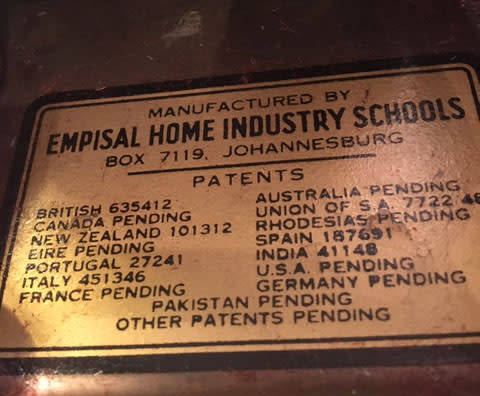 MANUFACTURED BY
EMPISAL HOME INDUSTRY SCHOOLS
BOX 7119, JOHANNESBURG
PATENTS
BRITISH 635412
CANADA PENDING
NEW ZEALAND 101312
EIRE PENDING
PORTUGAL 27241
ITALY 451346
FRANCE PENDING
AUSTRALIA PENDING
UNION OF S.A. 7722
RHODESIAS PENDING
SPAIN 187691
INDIA 41148
U.S.A. PENDING
GERMANY PENDING
PAKISTAN PENDING
OTHER PATENTS PENDING